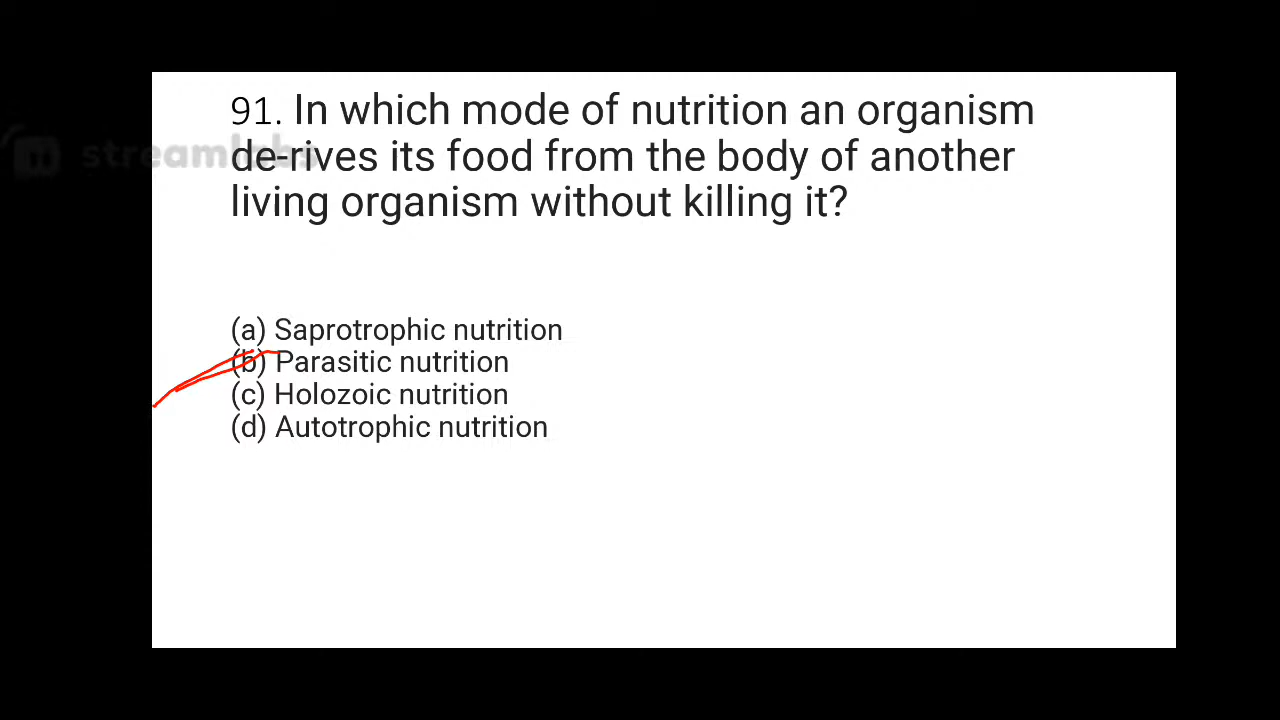 91. In which mode of nutrition an organism
streamlabs
de-rives its food from the body of another
living organism without killing it?
(a) Saprotrophic nutrition
(b) Parasitic nutrition
(c) Holozoic nutrition
(d) Autotrophic nutrition